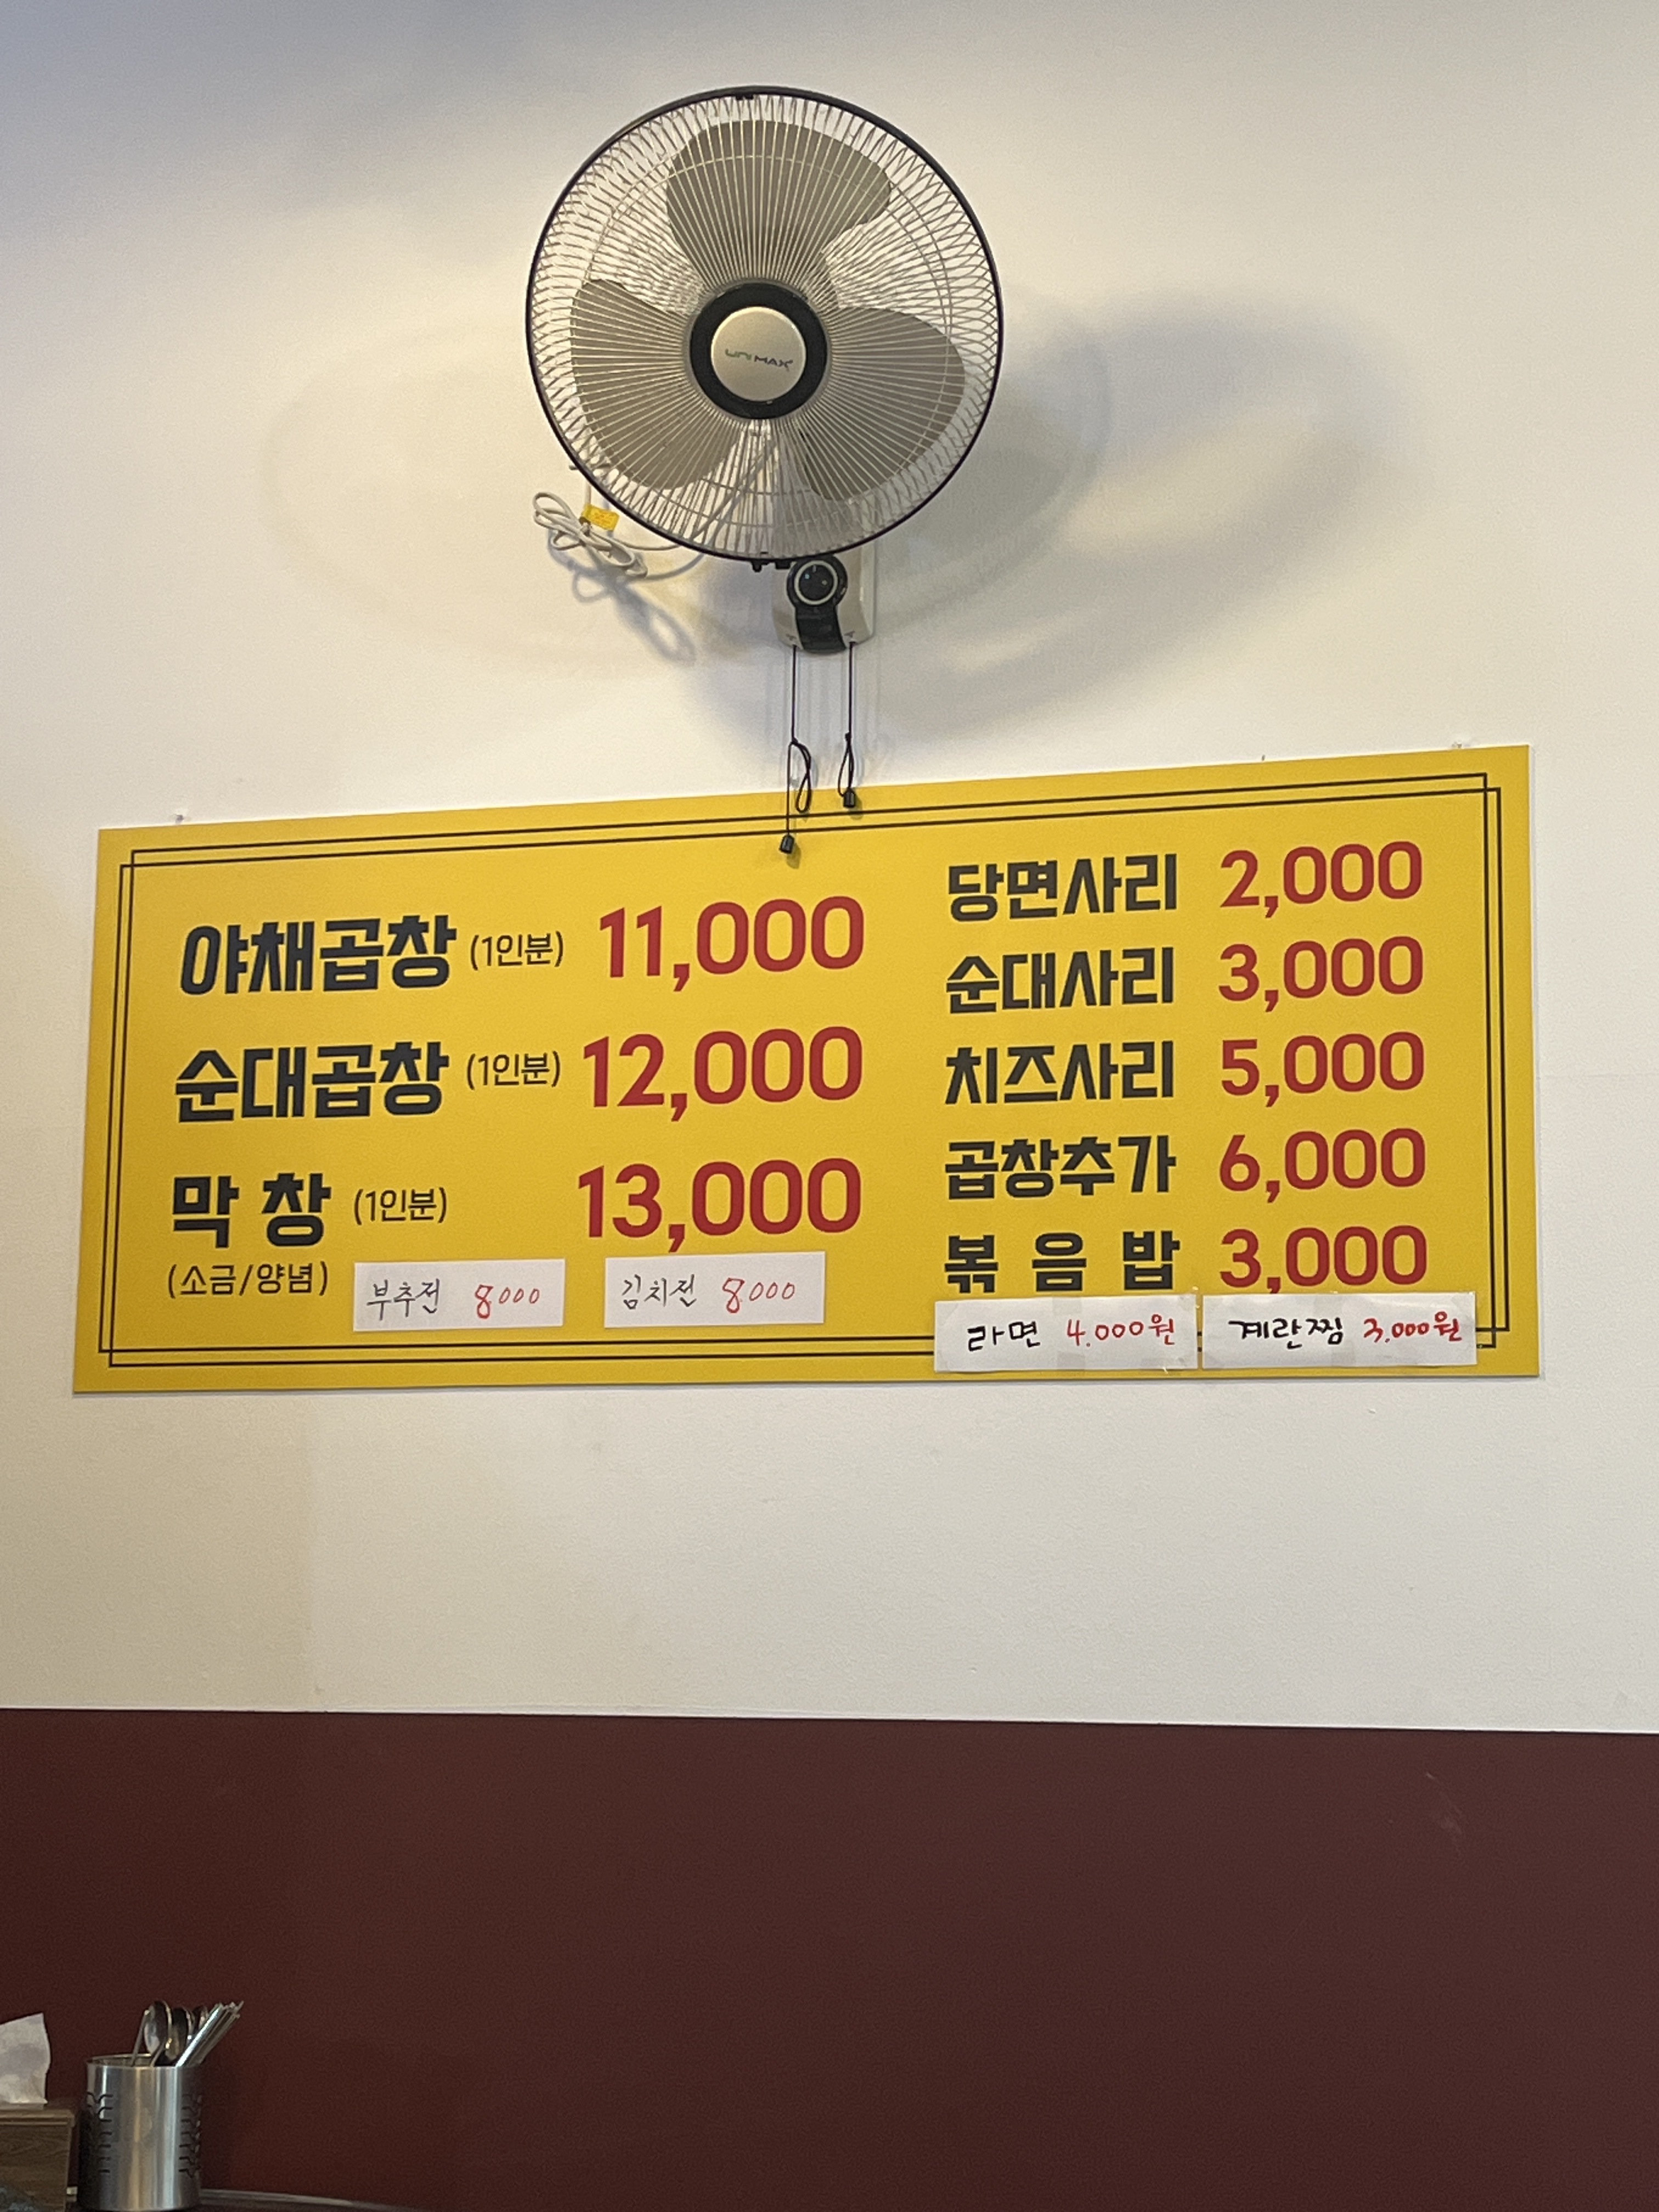 UNIMAX
야채곱창 (1인분) 11,000
순대곱창 (1인분) 12,000
막 창 (1인분) 13,000
(소금/양념)
부추전 8000
김치전 8000
당면사리 2,000
순대사리 3,000
치즈사리 5,000
곱창추가 6,000
볶 음 밥 3,000
라면 4.000원
계란찜 3.000원